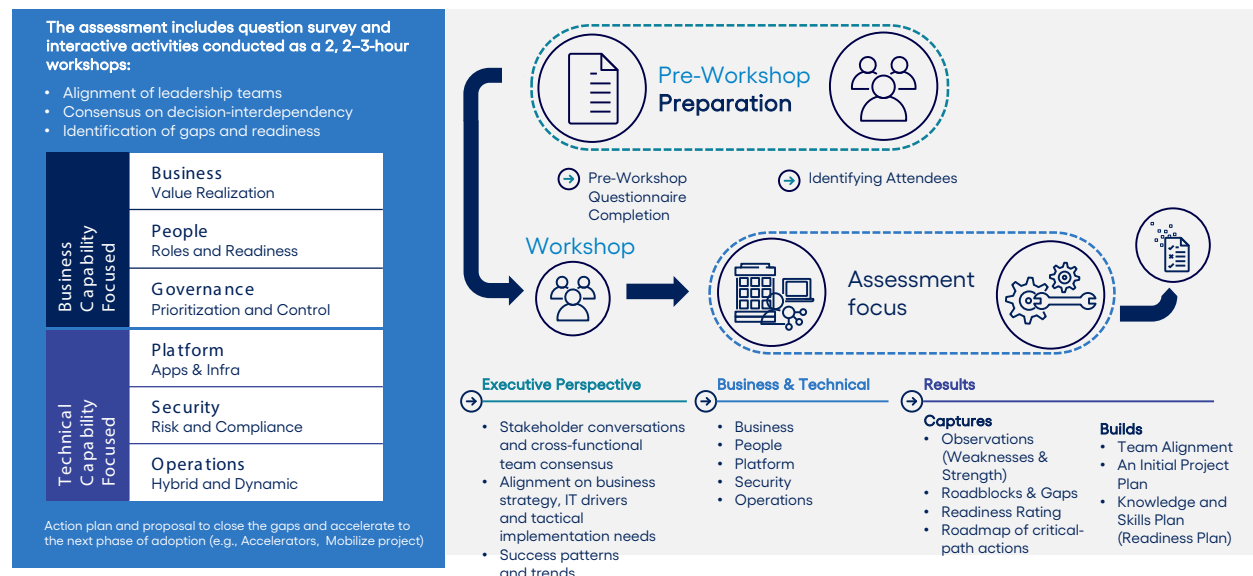 The assessment includes question survey and
interactive activities conducted as a 2, 2–3-hour
workshops:
• Alignment of leadership teams
• Consensus on decision-interdependency
• Identification of gaps and readiness
Business
Capability
Focused
Business
Value Realization
People
Roles and Readiness
Governance
Prioritization and Control
Technical
Capability
Focused
Platform
Apps & Infra
Security
Risk and Compliance
Operations
Hybrid and Dynamic
Action plan and proposal to close the gaps and accelerate to
the next phase of adoption (e.g., Accelerators, Mobilize project)
Pre-Workshop
Preparation
Pre-Workshop
Questionnaire
Completion
Identifying Attendees
Workshop
Assessment
focus
Executive Perspective
• Stakeholder conversations
and cross-functional
team consensus
• Alignment on business
strategy, IT drivers
and tactical
implementation needs
• Success patterns
and trends
Business & Technical
• Business
• People
• Platform
• Security
• Operations
Results
Captures
• Observations
(Weaknesses &
Strength)
• Roadblocks & Gaps
• Readiness Rating
• Roadmap of critical-
path actions
Builds
• Team Alignment
• An Initial Project
Plan
• Knowledge and
Skills Plan
(Readiness Plan)